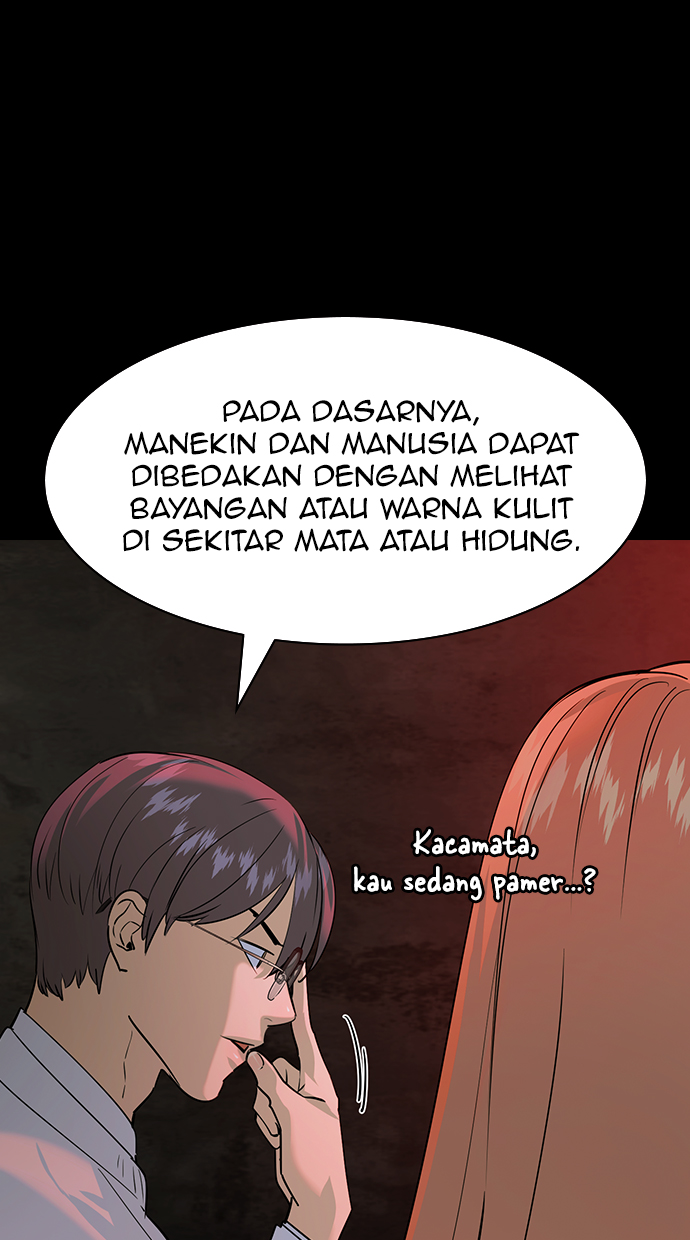 PADA DASARNYA,
MANEKIN DAN MANUSIA DAPAT
DIBEDAKAN DENGAN MELIHAT
BAYANGAN ATAU WARNA KULIT
DI SEKITAR MATA ATAU HIDUNG.
Kacamata,
kau sedang pamer...?